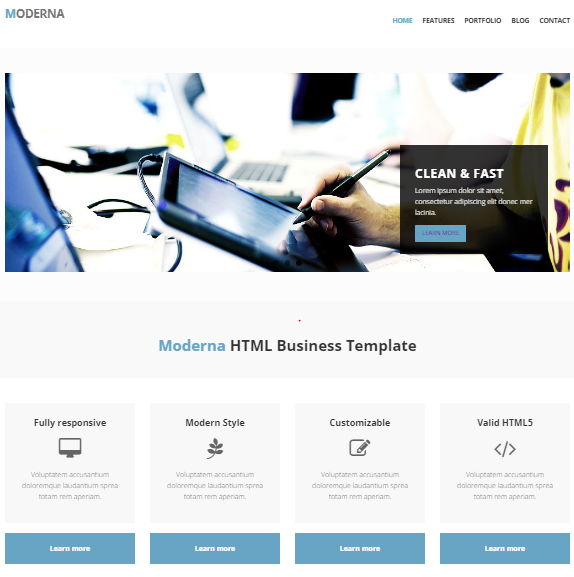 MODERNA
HOME FEATURES PORTFOLIO BLOG CONTACT
CLEAN & FAST
Lorem ipsum dolor sit amet,
consectetur adipiscing elit donec mer
lacinia.
LEARN MORE
Moderna HTML Business Template
Fully responsive
Voluptatem accusantium
doloremque laudantium sprea
totam rem aperiam.
Learn more
Modern Style
Voluptatem accusantium
doloremque laudantium sprea
totam rem aperiam.
Learn more
Customizable
Voluptatem accusantium
doloremque laudantium sprea
totam rem aperiam.
Learn more
Valid HTML5
Voluptatem accusantium
doloremque laudantium sprea
totam rem aperiam.
Learn more